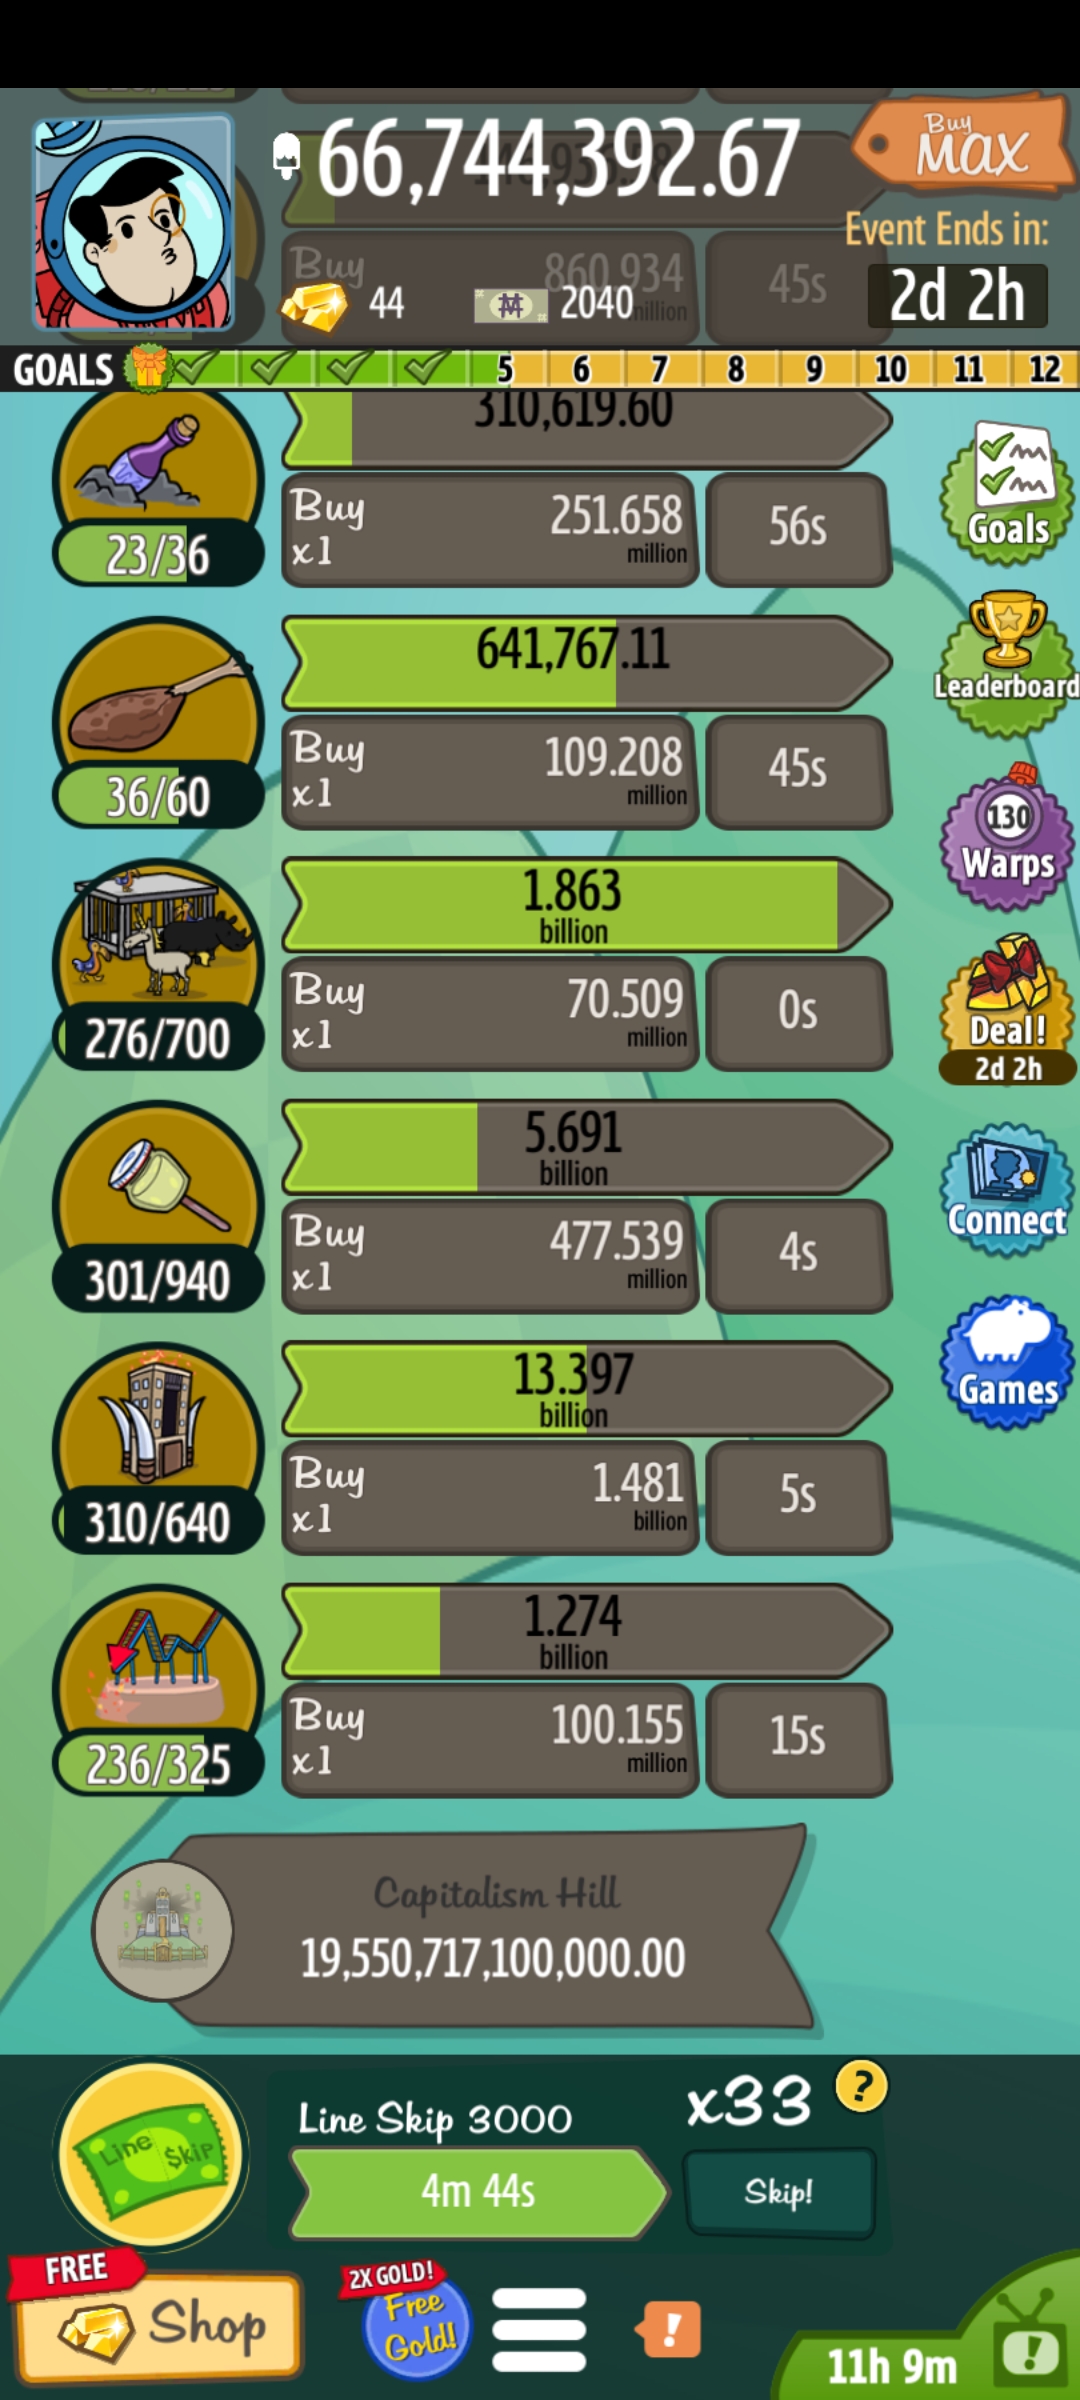 66,744,392.67
Buy
MAX
Event Ends in:
2d 2h
Buy
860.934
million
45s
44
2040
GOALS
5 6 7 8 9 10 11 12
310,619.60
23/36
Buy
x1
251.658
million
56s
Goals
641,767.11
36/60
Buy
x1
109.208
million
45s
Leaderboard
130
Warps
1.863
billion
276/700
Buy
x1
70.509
million
0s
Deal!
2d 2h
5.691
billion
301/940
Buy
x1
477.539
million
4s
Connect
13.397
billion
310/640
Buy
x1
1.481
billion
5s
Games
1.274
billion
236/325
Buy
x1
100.155
million
15s
Capitalism Hill
19,550,717,100,000.00
Line Skip
Line Skip 3000
x33
?
4m 44s
Skip!
FREE
Shop
2X GOLD!
Free
Gold!
!
11h 9m
!